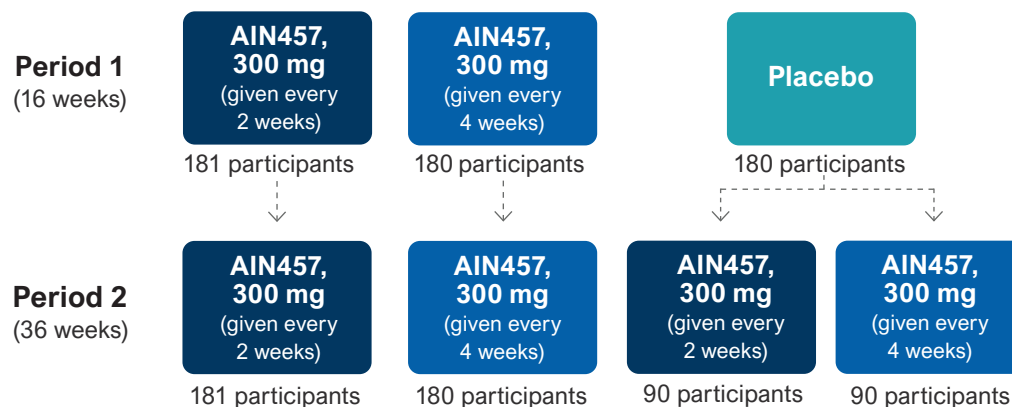 Period 1
(16 weeks)
AIN457,
300 mg
(given every
2 weeks)
181 participants
AIN457,
300 mg
(given every
4 weeks)
180 participants
Placebo
180 participants
Period 2
(36 weeks)
AIN457,
300 mg
(given every
2 weeks)
181 participants
AIN457,
300 mg
(given every
4 weeks)
180 participants
AIN457,
300 mg
(given every
2 weeks)
90 participants
AIN457,
300 mg
(given every
4 weeks)
90 participants